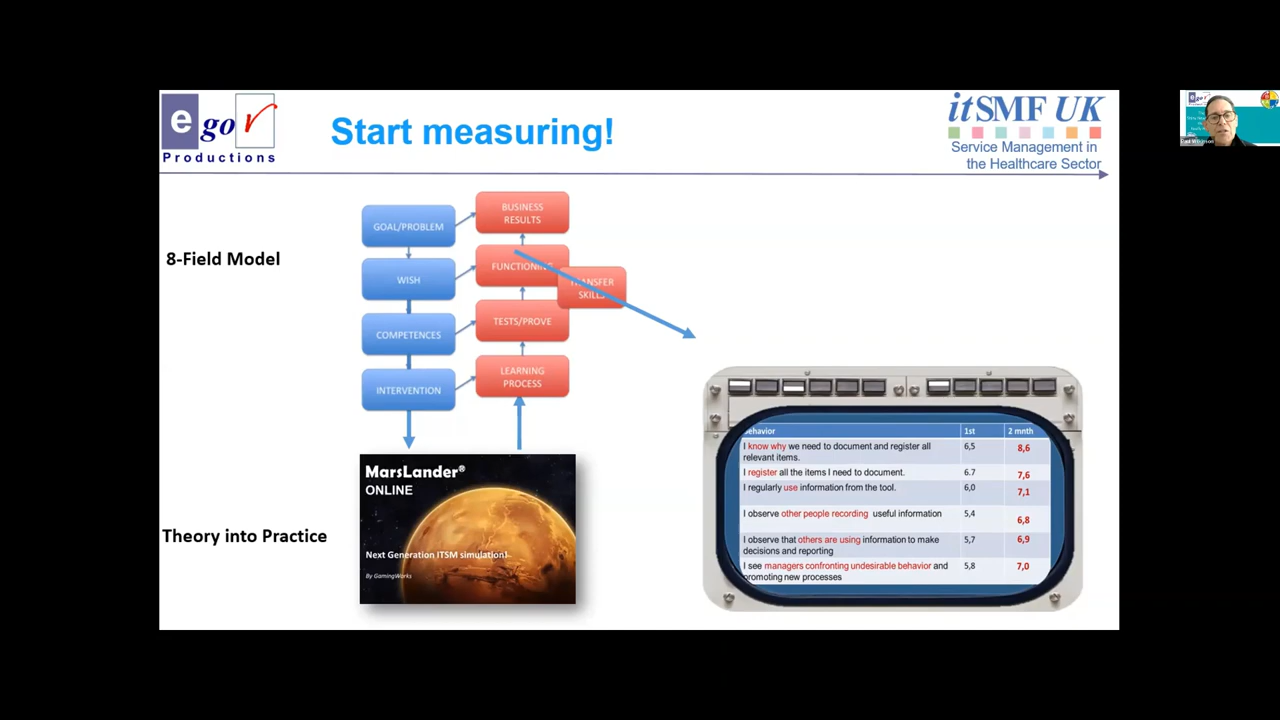 e
go
r
Productions
Start measuring!
itSMF UK
Service Management in
the Healthcare Sector
8-Field Model
GOAL/PROBLEM
WISH
COMPETENCES
INTERVENTION
BUSINESS
RESULTS
FUNCTIONING
TRANSFER
SKILLS
TESTS/PROVE
LEARNING
PROCESS
Theory into Practice
MarsLander®
ONLINE
Next Generation ITSM simulation!
By GamingWorks
Behavior 1st 2 mnth
I know why we need to document and register all
relevant items. 6,5 8,6
I register all the items I need to document. 6.7 7,6
I regularly use information from the tool. 6,0 7,1
I observe other people recording useful information 5,4 6,8
I observe that others are using information to make
decisions and reporting 5,7 6,9
I see managers confronting undesirable behavior and
promoting new processes 5,8 7,0